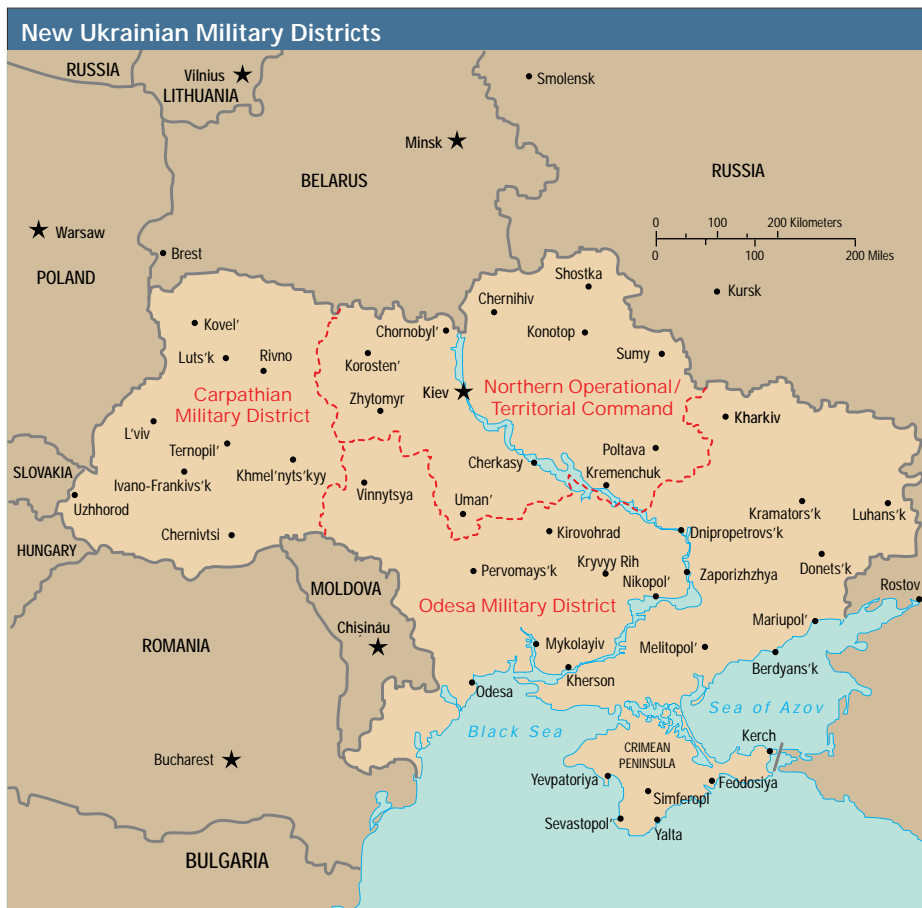 New Ukrainian Military Districts
RUSSIA
Vilnius
LITHUANIA
Smolensk
Minsk
BELARUS
RUSSIA
Warsaw
POLAND
Brest
0 100 200 Kilometers
0 100 200 Miles
Kursk
Shostka
Chernihiv
Konotop
Sumy
Kovel'
Chornobyl'
Luts'k
Rivno
Korosten'
Kiev
Zhytomyr
Carpathian
Military District
Northern Operational/
Territorial Command
Kharkiv
L'viv
Ternopil'
Poltava
Cherkasy
Kremenchuk
SLOVAKIA
Ivano-Frankivs'k
Khmel'nyts'kyy
Vinnytsya
Uman'
Kramators'k
Luhans'k
Uzhhorod
Chernivtsi
Kirovohrad
Dnipropetrovs'k
HUNGARY
Pervomays'k
Kryvyy Rih
Nikopol'
Zaporizhzhya
Donets'k
MOLDOVA
Odesa Military District
Rostov
Chișinău
ROMANIA
Mykolayiv
Melitopol'
Mariupol'
Berdyans'k
Kherson
Odesa
Black Sea
Sea of Azov
Kerch
Bucharest
CRIMEAN
PENINSULA
Yevpatoriya
Feodosiya
Simferopl
Sevastopol'
Yalta
BULGARIA